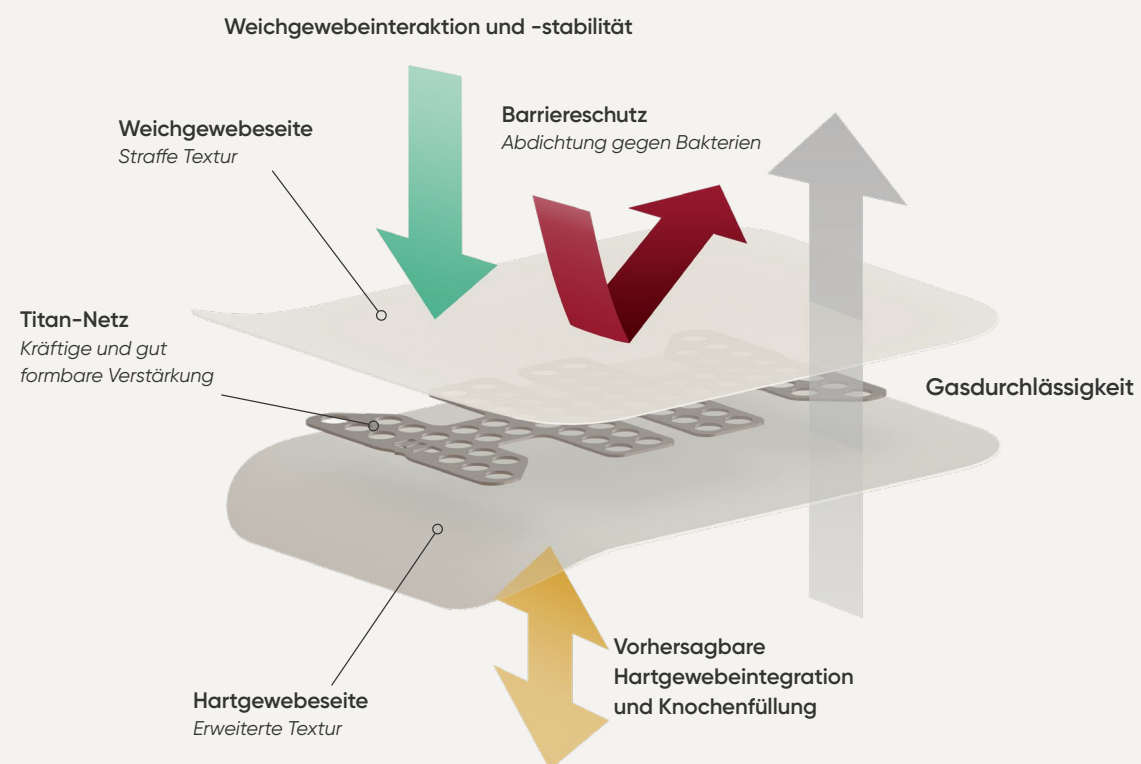 Weichgewebeinteraktion und -stabilität
Barriereschutz
Abdichtung gegen Bakterien
Weichgewebeseite
Straffe Textur
Titan-Netz
Kräftige und gut
formbare Verstärkung
Gasdurchlässigkeit
Vorhersagbare
Hartgewebeintegration
und Knochenfüllung
Hartgewebeseite
Erweiterte Textur